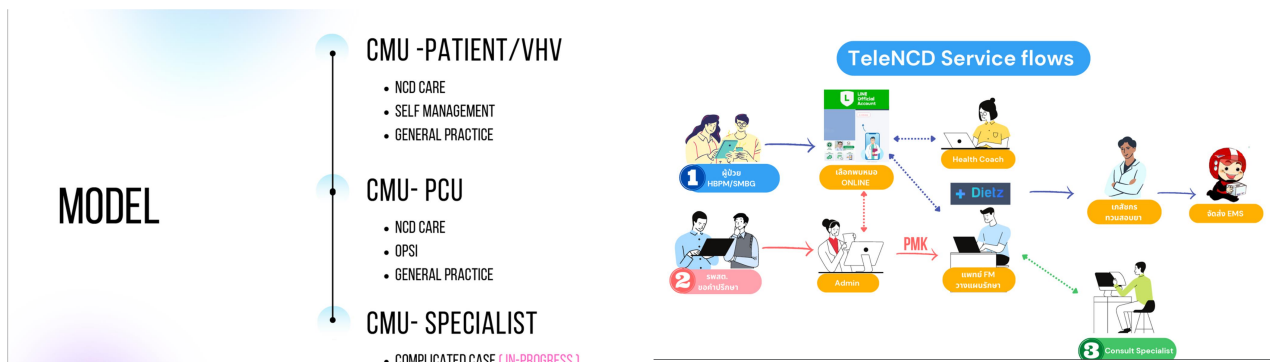 MODEL
CMU -PATIENT/VHV
NCD CARE
SELF MANAGEMENT
GENERAL PRACTICE
CMU- PCU
NCD CARE
OPSI
GENERAL PRACTICE
CMU- SPECIALIST
COMPLICATED CASE ( IN-PROGRESS )
TeleNCD Service flows
L
LINE
Official
Account
1
ผู้ป่วย
HBPM/SMBG
เลือกพบหมอ
ONLINE
Health Coach
+ Dietz
เภสัชกร
ทวนสอบยา
จัดส่ง EMS
2
รพสต.
ขอคำปรึกษา
Admin
PMK
แพทย์ FM
วางแผนรักษา
3
Consult Specialist